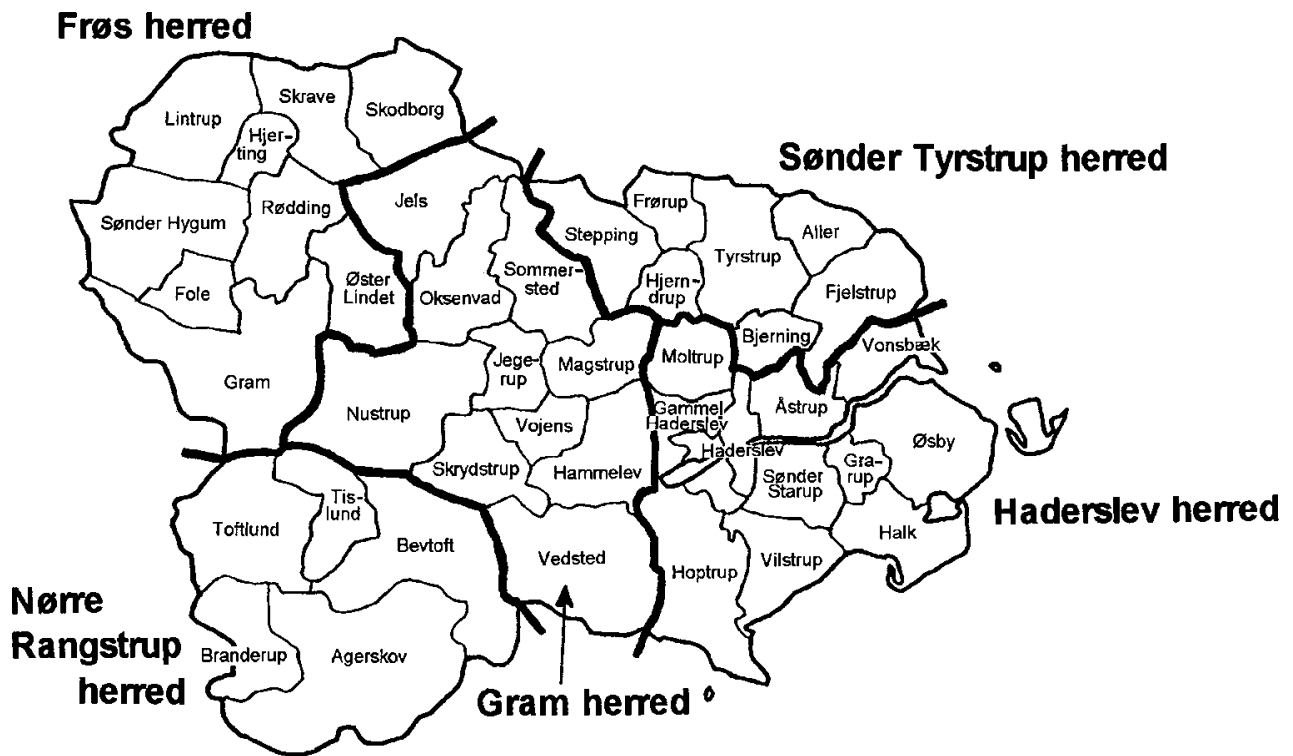 Frøs herred
Skrave
Skodborg
Lintrup
Hjer-
ting
Sønder Tyrstrup herred
Sønder Hygum
Rødding
Jels
Frørup
Stepping
Aller
Tyrstrup
Fole
Øster
Lindet
Oksenvad
Sommer-
sted
Hjern-
drup
Fjelstrup
Bjerning
Vonsbæk
Gram
Jege-
rup
Magstrup
Moltrup
Nustrup
Vojens
Gammel
Haderslev
Åstrup
Haderslev
Øsby
Skrydstrup
Hammelev
Sønder
Starup
Gra-
rup
Tis-
lund
Haderslev herred
Toftlund
Bevtoft
Vedsted
Hoptrup
Vilstrup
Halk
Nørre
Rangstrup
herred
Branderup
Agerskov
Gram herred